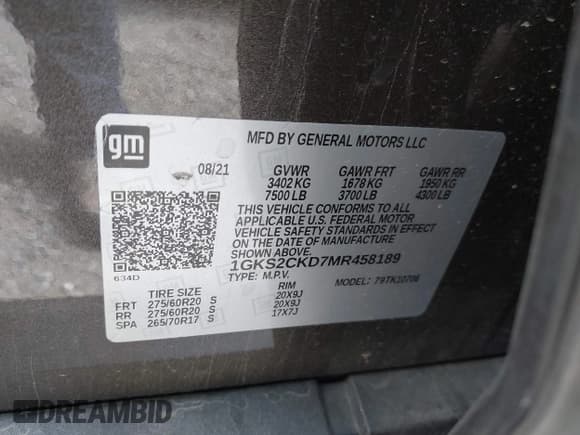 gm
MFD BY GENERAL MOTORS LLC
08/21 GVWR GAWR FRT GAWR RR
3402 KG 1678 KG 1950 KG
7500 LB 3700 LB 4300 LB
THIS VEHICLE CONFORMS TO ALL
APPLICABLE U.S. FEDERAL MOTOR
VEHICLE SAFETY STANDARDS IN EFFECT
ON THE DATE OF MANUFACTURE
1GKS2CKD7MR458189
TYPE: M.P.V. MODEL: 79TK10706
634D
TIRE SIZE RIM
FRT 275/60R20 S 20X9J
RR 275/60R20 S 20X9J
SPA 265/70R17 S 17X7J
DREAMBID